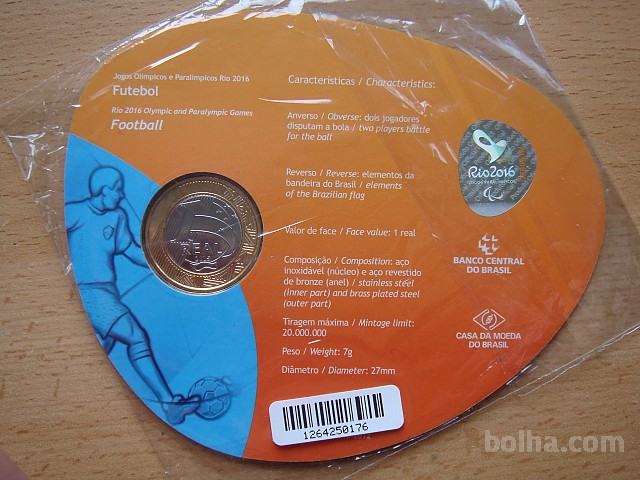 Jogos Olímpicos e Paralímpicos Rio 2016
Futebol
Rio 2016 Olympic and Paralympic Games
Football
Características / Characteristics:
Anverso / Obverse: dois jogadores
disputam a bola / two players battle
for the ball
Reverso / Reverse: elementos da
bandeira do Brasil / elements
of the Brazilian flag
Valor de face / Face value: 1 real
Composição / Composition: aço
inoxidável (núcleo) e aço revestido
de bronze (anel) / stainless steel
(inner part) and brass plated steel
(outer part)
Tiragem máxima / Mintage limit:
20.000.000
Peso / Weight: 7g
Diâmetro / Diameter: 27mm
REAL
Rio2016
BANCO CENTRAL
DO BRASIL
CASA DA MOEDA
DO BRASIL
1264250176
bolha.com